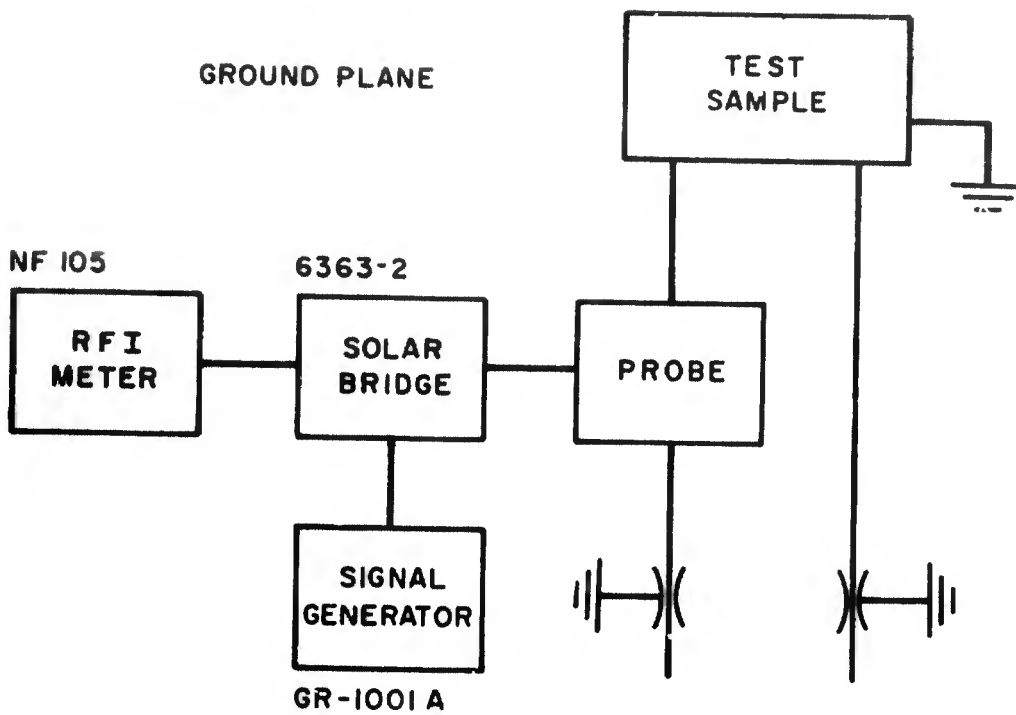 GROUND PLANE
TEST
SAMPLE
NF 105
RFI
METER
6363-2
SOLAR
BRIDGE
PROBE
SIGNAL
GENERATOR
GR-1001 A